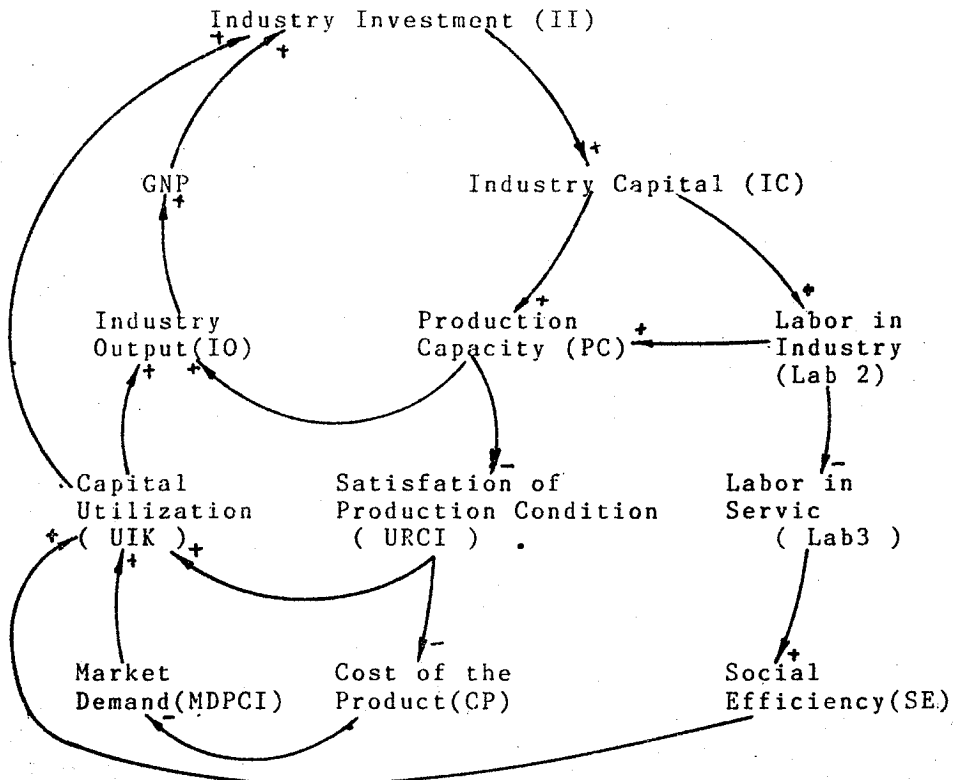 Industry Investment (II)
+
+
+
GNP
+
Industry Capital (IC)
+
+
Industry
Output(IO)
+ +
Production
Capacity (PC)
+
Labor in
Industry
(Lab 2)
-
-
Capital
Utilization
( UIK )
+
+
+
Satisfation of
Production Condition
( URCI )
Labor in
Servic
( Lab3 )
-
+
Market
Demand(MDPCI)
-
Cost of the
Product(CP)
Social
Efficiency(SE)